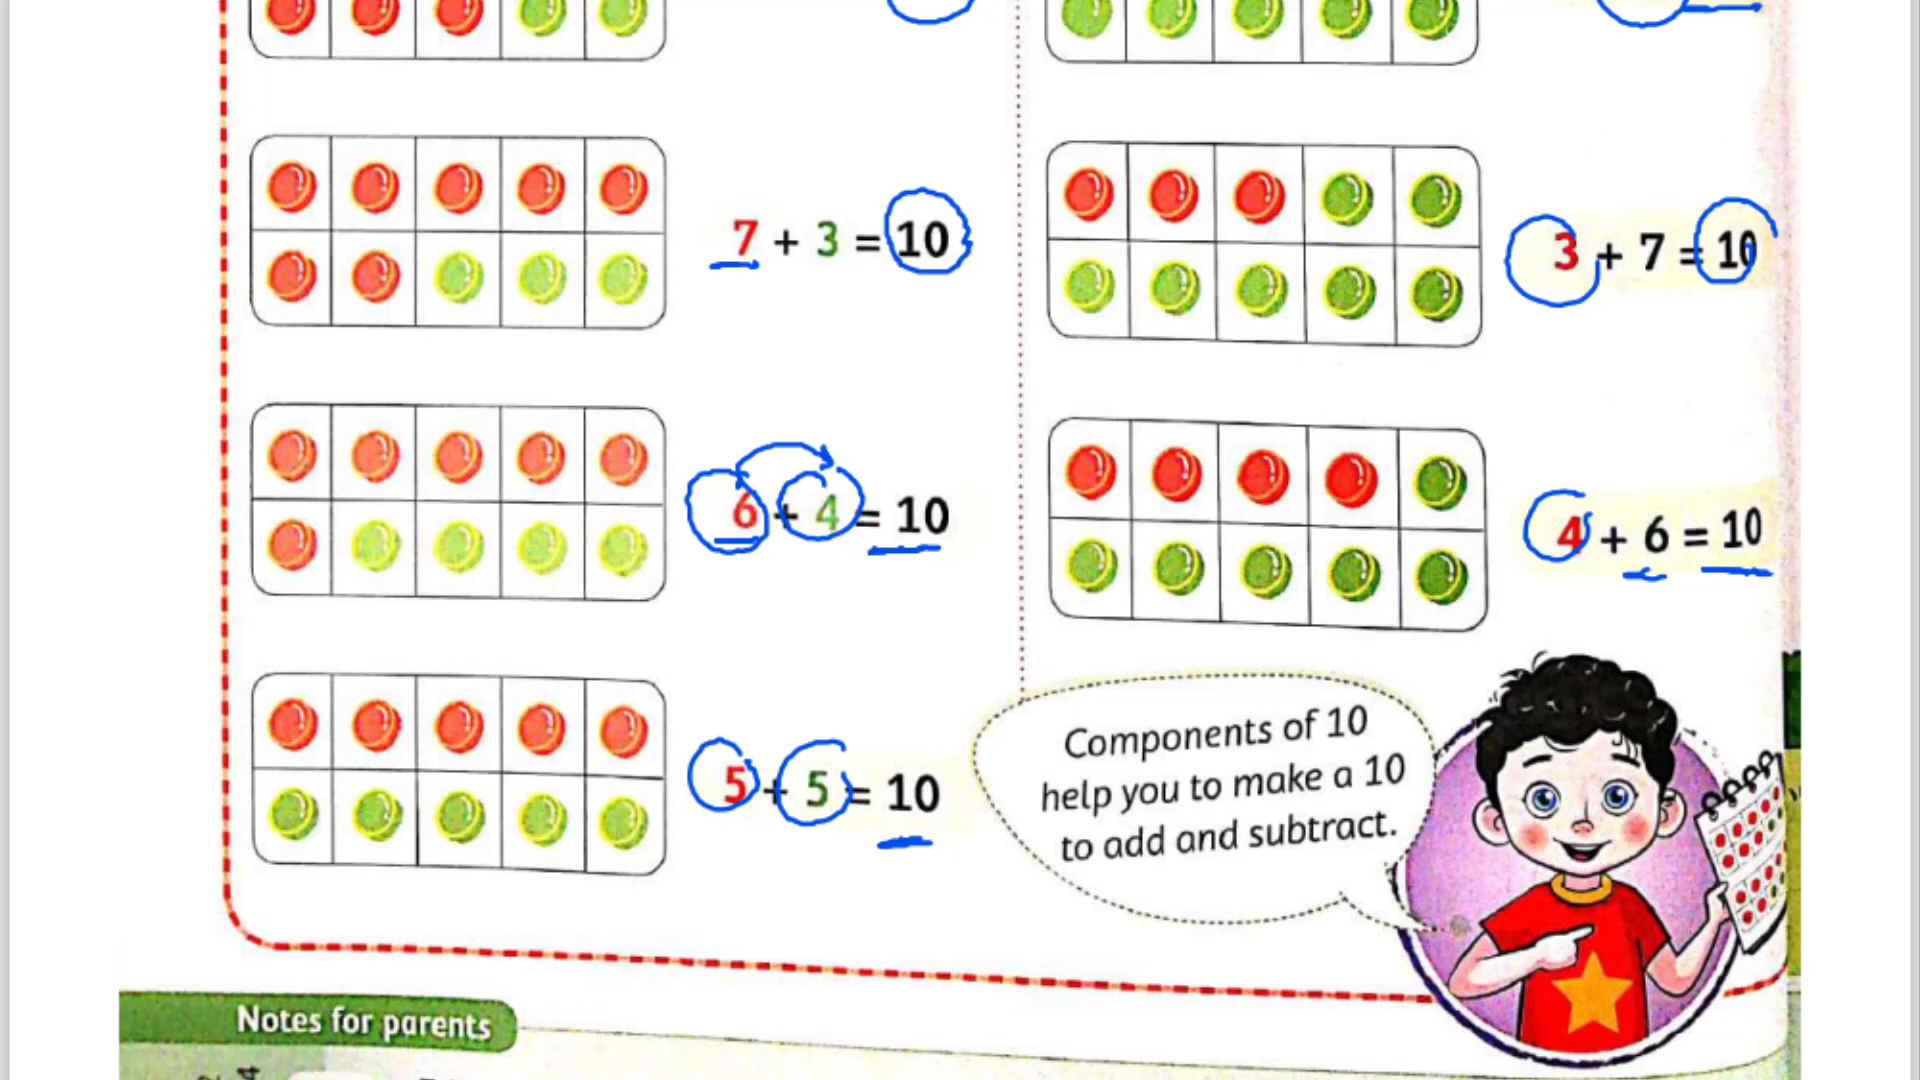 7 + 3 = 10
3 + 7 = 10
6 + 4 = 10
4 + 6 = 10
5 + 5 = 10
Components of 10
help you to make a 10
to add and subtract.
Notes for parents